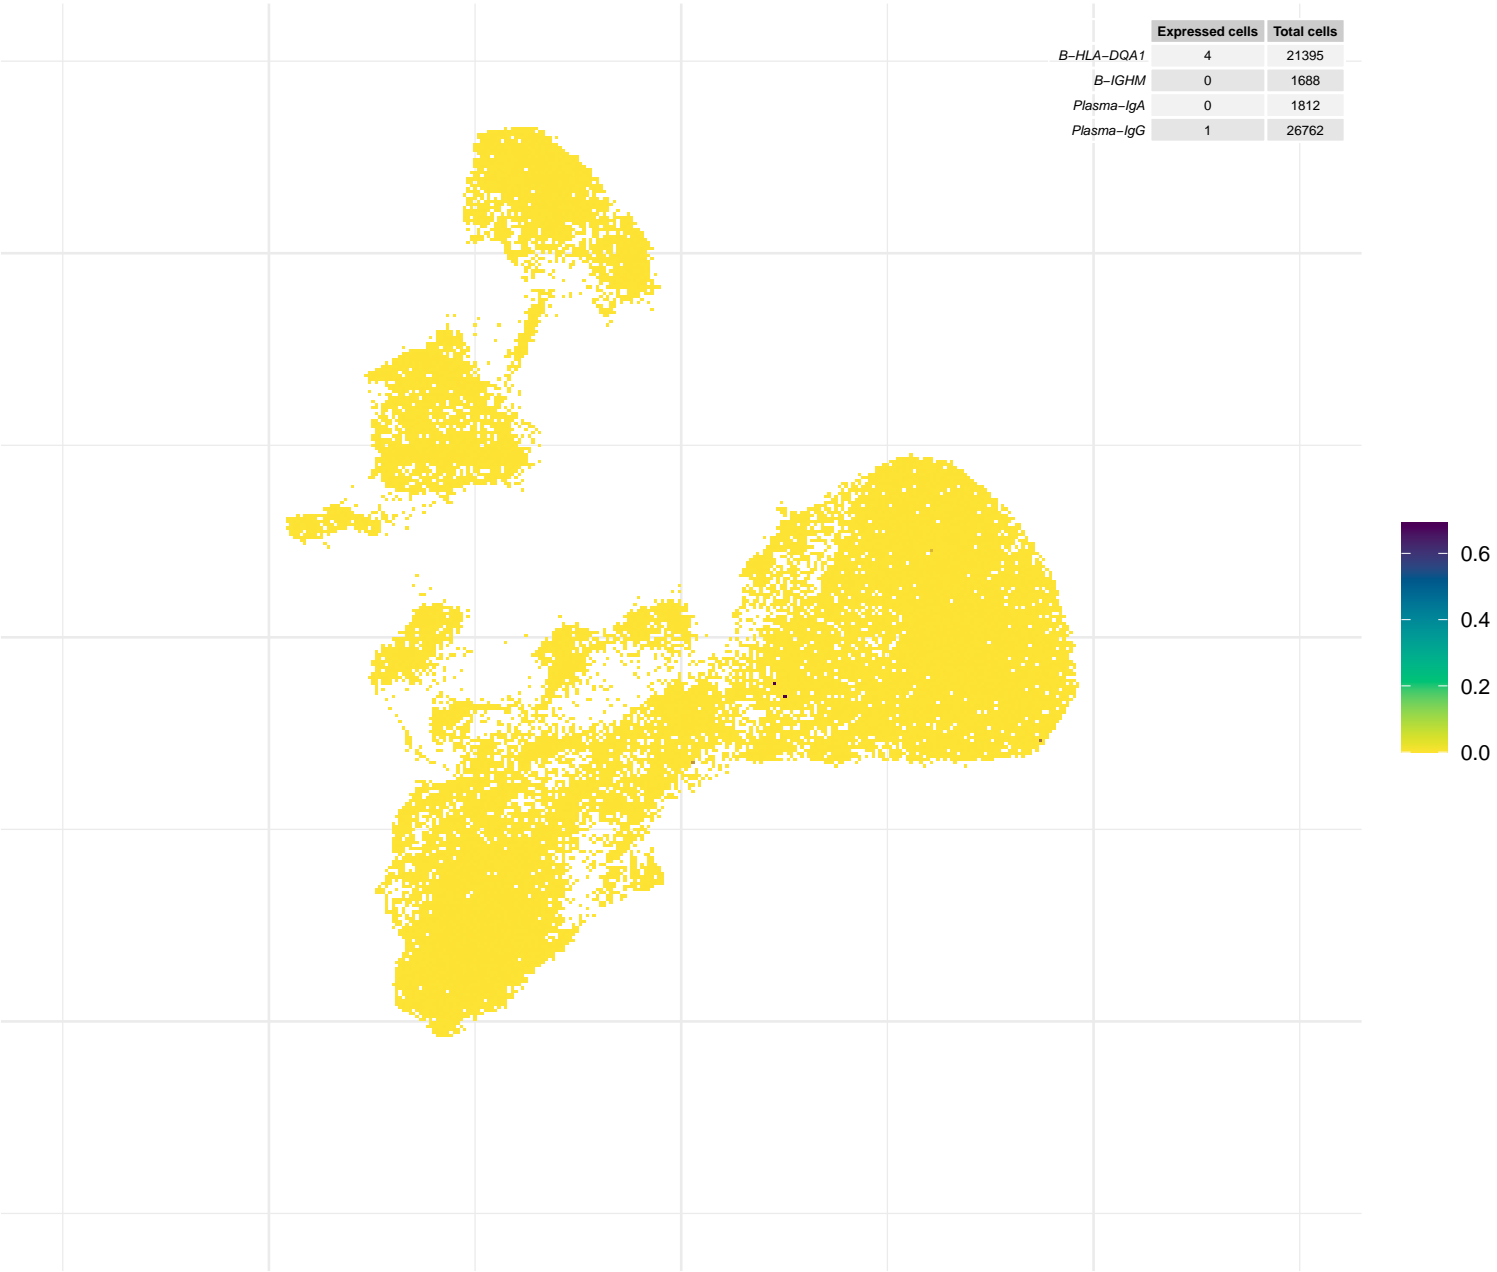 Expressed cells Total cells
B-HLA-DQA1 4 21395
B-IGHM 0 1688
Plasma-IgA 0 1812
Plasma-IgG 1 26762
0.6
0.4
0.2
0.0